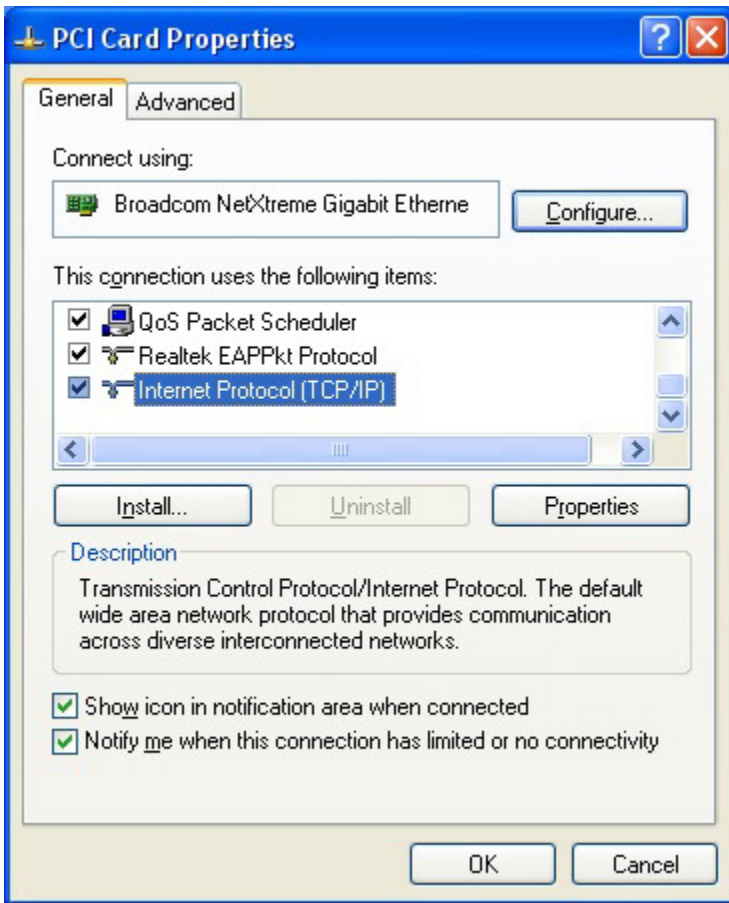 PCI Card Properties
General Advanced
Connect using:
Broadcom NetXtreme Gigabit Etherne
Configure...
This connection uses the following items:
QoS Packet Scheduler
Realtek EAPPkt Protocol
Internet Protocol (TCP/IP)
Install... Uninstall Properties
Description
Transmission Control Protocol/Internet Protocol. The default
wide area network protocol that provides communication
across diverse interconnected networks.
Show icon in notification area when connected
Notify me when this connection has limited or no connectivity
OK Cancel